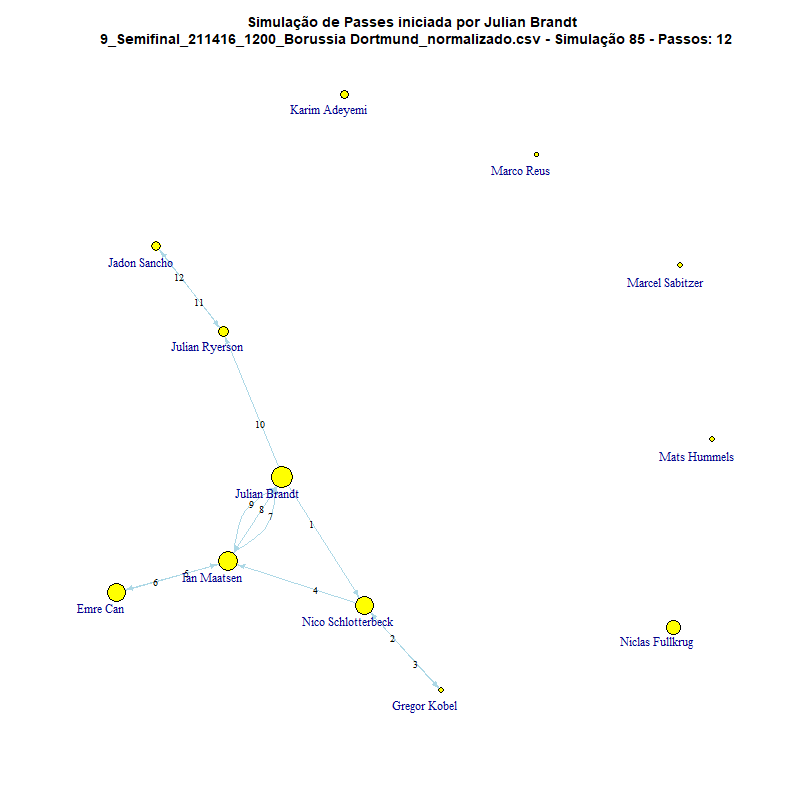 Simulação de Passes iniciada por Julian Brandt
9_Semifinal_211416_1200_Borussia Dortmund_normalizado.csv - Simulação 85 - Passos: 12
Karim Adeyemi
Marco Reus
Jadon Sancho
12
Marcel Sabitzer
11
Julian Ryerson
10
Mats Hummels
Julian Brandt
9
8
7
1
Ian Maatsen
5
6
4
Emre Can
Nico Schlotterbeck
2
Niclas Fullkrug
3
Gregor Kobel